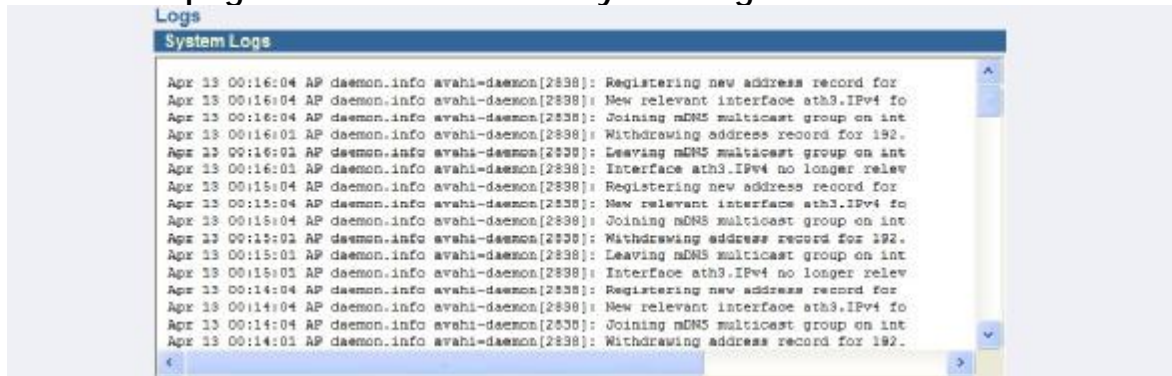 Logs
System Logs
Apr 13 00:16:04 AP daemon.info avahi-daemon[2838]: Registering new address record for
Apr 13 00:16:04 AP daemon.info avahi-daemon[2838]: New relevant interface ath3.IPv4 fo
Apr 13 00:16:04 AP daemon.info avahi-daemon[2838]: Joining mDNS multicast group on int
Apr 13 00:16:01 AP daemon.info avahi-daemon[2838]: Withdrawing address record for 192.
Apr 13 00:16:01 AP daemon.info avahi-daemon[2838]: Leaving mDNS multicast group on int
Apr 13 00:16:01 AP daemon.info avahi-daemon[2838]: Interface ath3.IPv4 no longer relev
Apr 13 00:15:04 AP daemon.info avahi-daemon[2838]: Registering new address record for
Apr 13 00:15:04 AP daemon.info avahi-daemon[2838]: New relevant interface ath3.IPv4 fo
Apr 13 00:15:04 AP daemon.info avahi-daemon[2838]: Joining mDNS multicast group on int
Apr 13 00:15:01 AP daemon.info avahi-daemon[2838]: Withdrawing address record for 192.
Apr 13 00:15:01 AP daemon.info avahi-daemon[2838]: Leaving mDNS multicast group on int
Apr 13 00:15:01 AP daemon.info avahi-daemon[2838]: Interface ath3.IPv4 no longer relev
Apr 13 00:14:04 AP daemon.info avahi-daemon[2838]: Registering new address record for
Apr 13 00:14:04 AP daemon.info avahi-daemon[2838]: New relevant interface ath3.IPv4 fo
Apr 13 00:14:04 AP daemon.info avahi-daemon[2838]: Joining mDNS multicast group on int
Apr 13 00:14:01 AP daemon.info avahi-daemon[2838]: Withdrawing address record for 192.